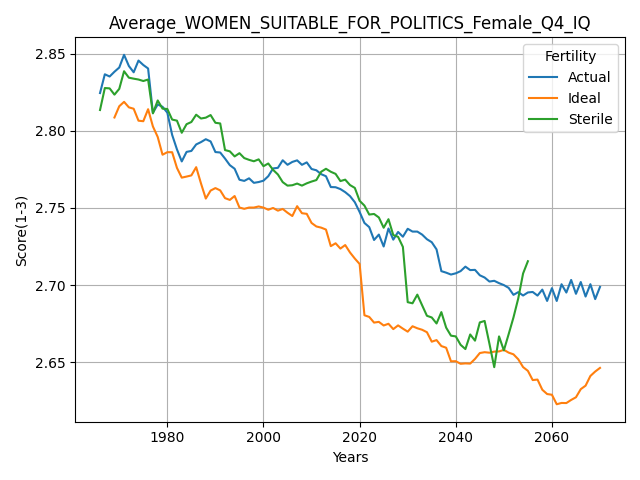 Average_WOMEN_SUITABLE_FOR_POLITICS_Female_Q4_IQ
Fertility
Actual
Ideal
Sterile
Score(1-3)
2.85
2.80
2.75
2.70
2.65
1980 2000 2020 2040 2060
Years